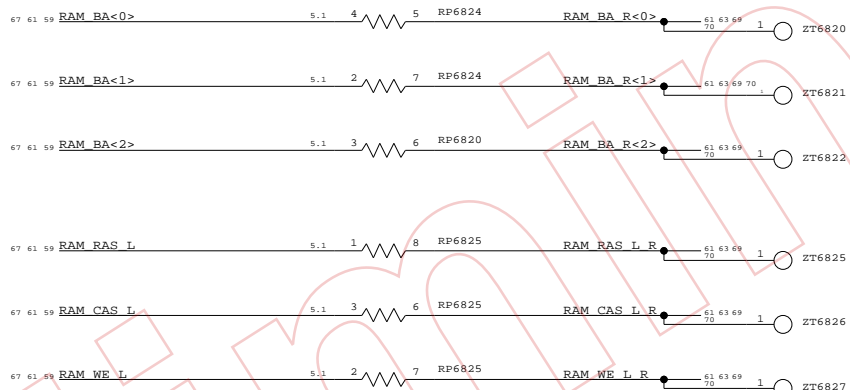 67 61 59 RAM_BA<0> 5.1 4 5 RP6824 RAM_BA_R<0> 61 63 69 70 1 ZT6820
67 61 59 RAM_BA<1> 5.1 2 7 RP6824 RAM_BA_R<1> 61 63 69 70 1 ZT6821
67 61 59 RAM_BA<2> 5.1 3 6 RP6820 RAM_BA_R<2> 61 63 69 70 1 ZT6822
67 61 59 RAM_RAS_L 5.1 1 8 RP6825 RAM_RAS_L_R 61 63 69 70 1 ZT6825
67 61 59 RAM_CAS_L 5.1 3 6 RP6825 RAM_CAS_L_R 61 63 69 70 1 ZT6826
67 61 59 RAM_WE_L 5.1 2 7 RP6825 RAM_WE_L_R 61 63 69 70 1 ZT6827